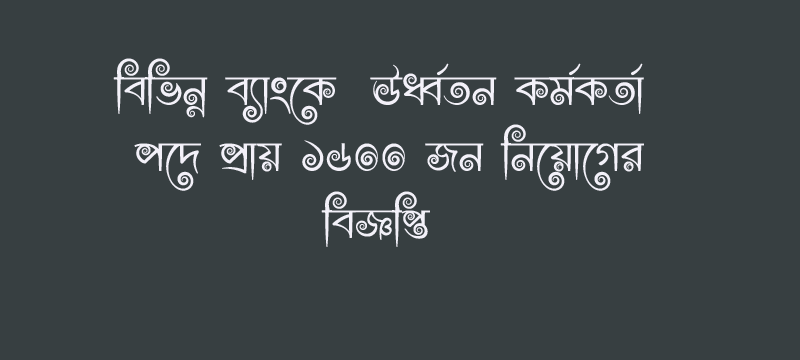 বিভিন্ন ব্যাংকে ঊর্ধ্বতন কর্মকর্তা
পদে প্রায় ১৬০০ জন নিয়োগের
বিজ্ঞপ্তি